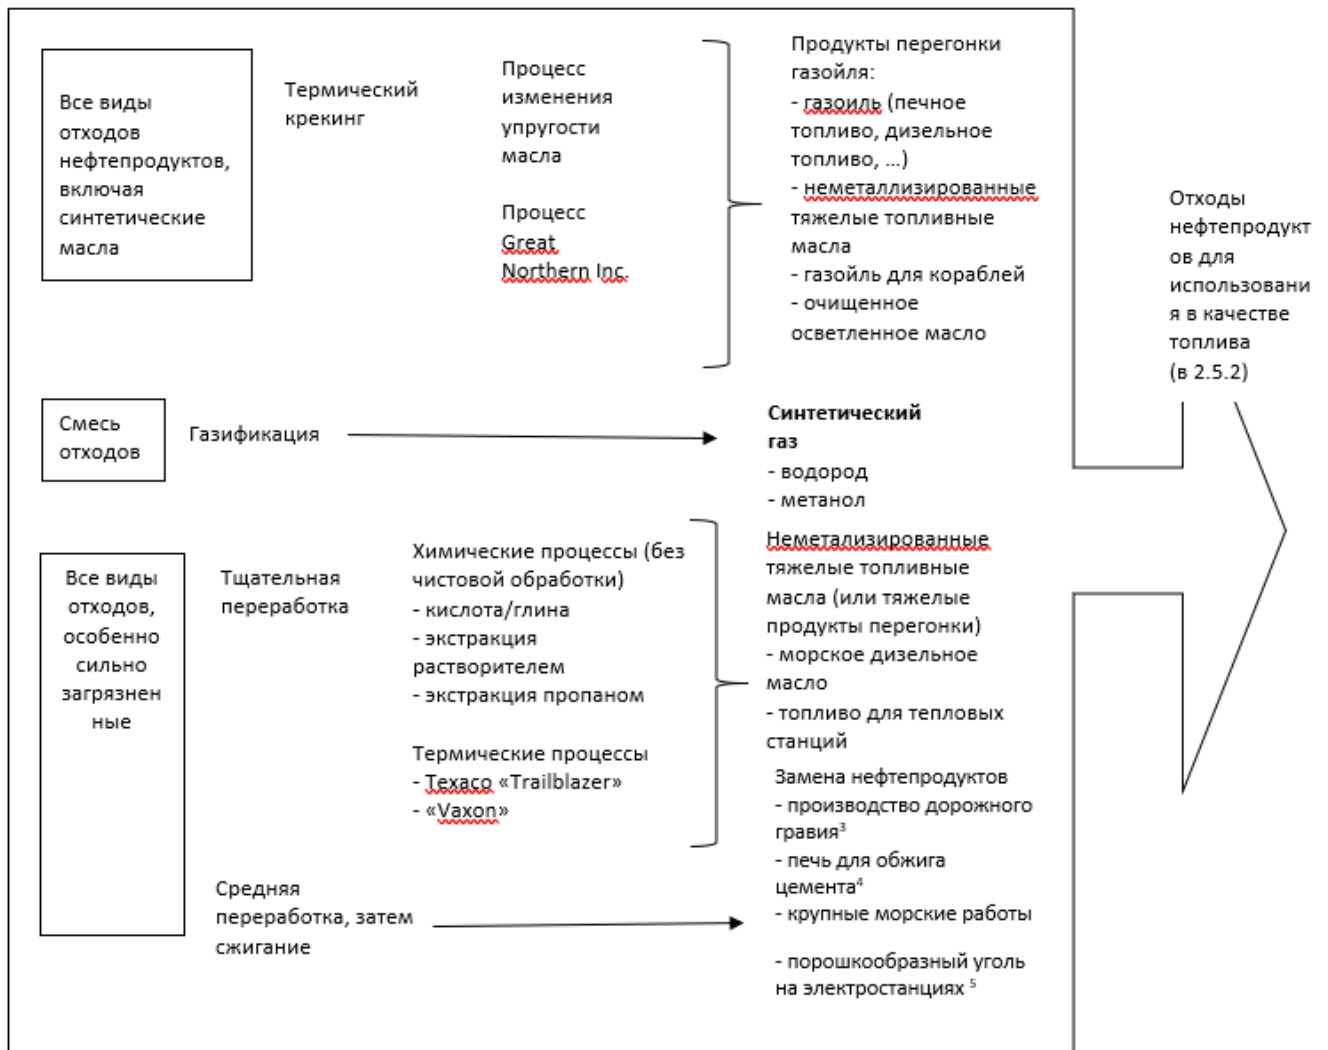 Все виды
отходов
нефтепродуктов,
включая
синтетические
масла
Термический
крекинг
Процесс
изменения
упругости
масла
Процесс
Great
Northern Inc.
Продукты перегонки
газойля:
- газоиль (печное
топливо, дизельное
топливо, ...)
- неметаллизированные
тяжелые топливные
масла
- газойль для кораблей
- очищенное
осветленное масло
Отходы
нефтепродукт
ов для
использовани
я в качестве
топлива
(в 2.5.2)
Смесь
отходов
Газификация
Синтетический
газ
- водород
- метанол
Все виды
отходов,
особенно
сильно
загрязнен
ные
Тщательная
переработка
Химические процессы (без
чистовой обработки)
- кислота/глина
- экстракция
растворителем
- экстракция пропаном
Термические процессы
- Texaco «Trailblazer»
- «Vaxon»
Неметализированные
тяжелые топливные
масла (или тяжелые
продукты перегонки)
- морское дизельное
масло
- топливо для тепловых
станций
Средняя
переработка, затем
сжигание
Замена нефтепродуктов
- производство дорожного
гравия³
- печь для обжига
цемента⁴
- крупные морские работы
- порошкообразный уголь
на электростанциях ⁵